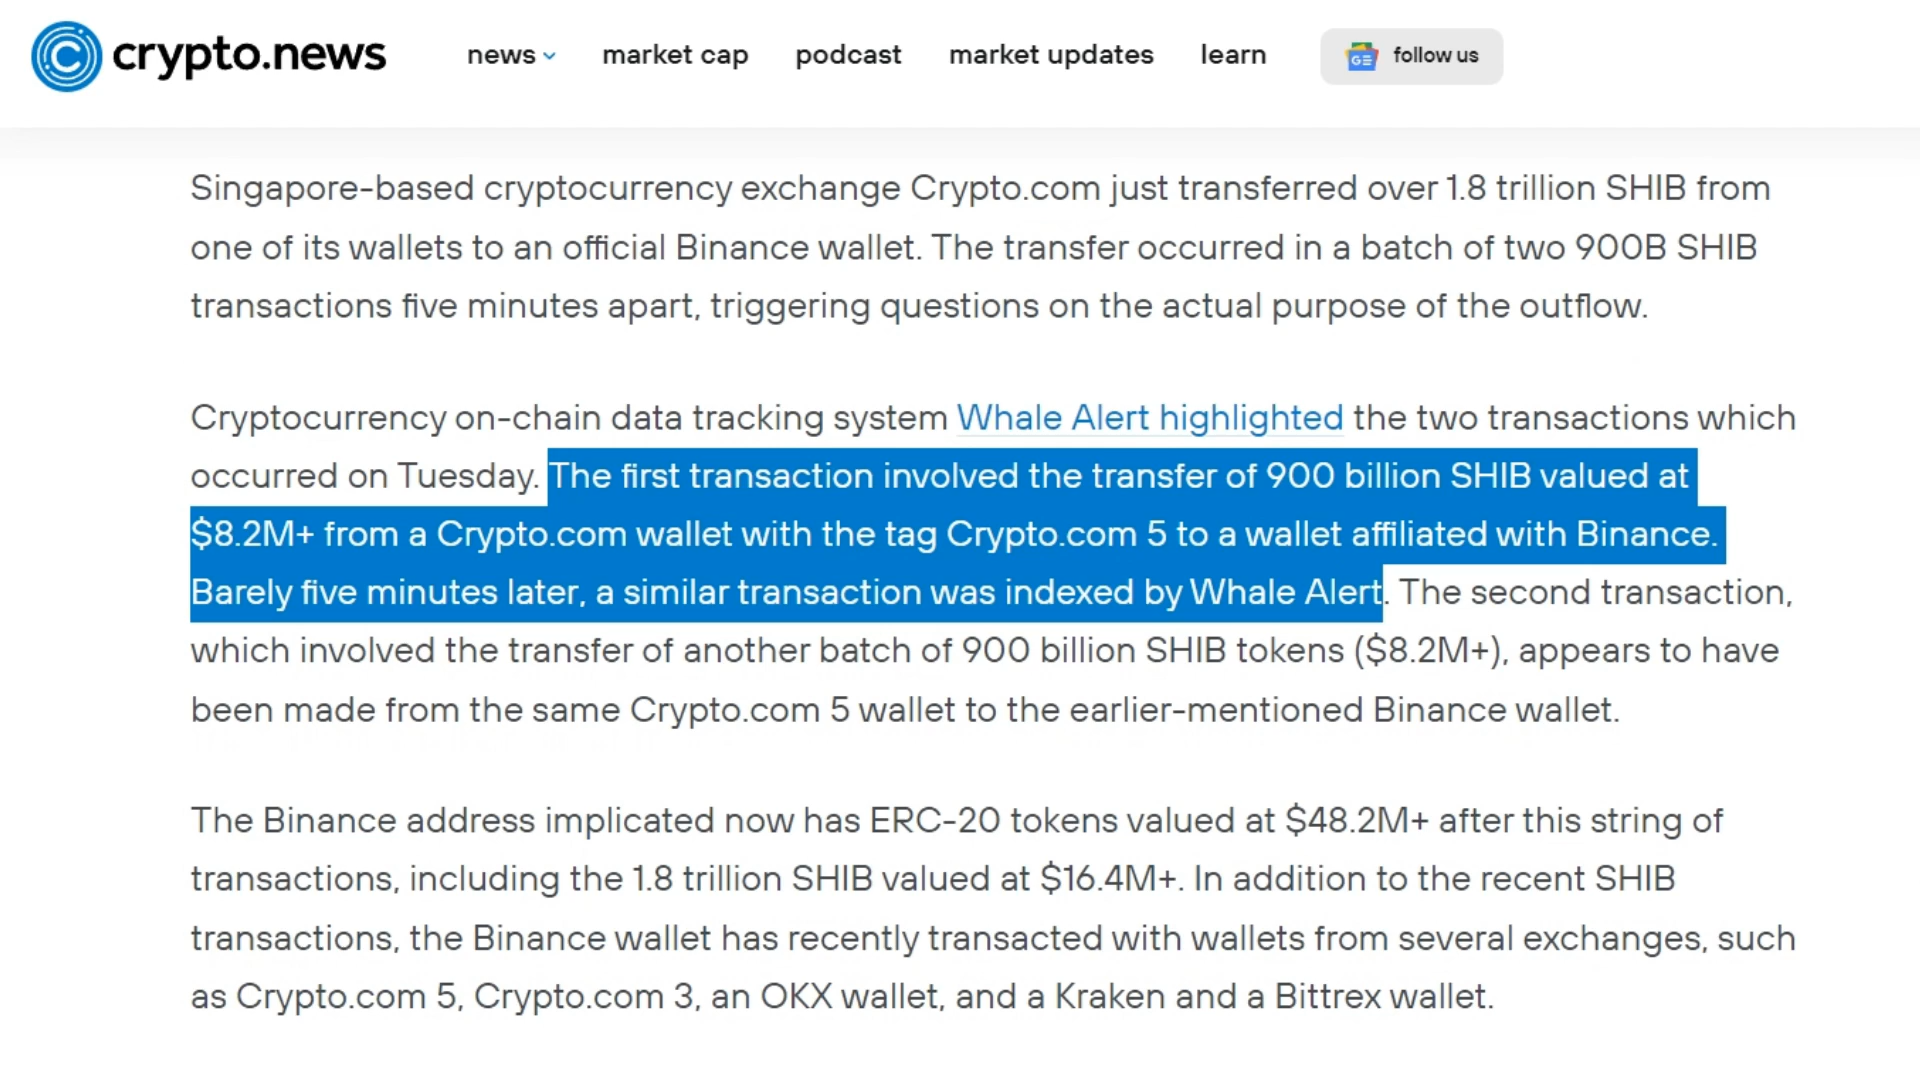 crypto.news
news market cap podcast market updates learn GE follow us
Singapore-based cryptocurrency exchange Crypto.com just transferred over 1.8 trillion SHIB from
one of its wallets to an official Binance wallet. The transfer occurred in a batch of two 900B SHIB
transactions five minutes apart, triggering questions on the actual purpose of the outflow.
Cryptocurrency on-chain data tracking system Whale Alert highlighted the two transactions which
occurred on Tuesday. The first transaction involved the transfer of 900 billion SHIB valued at
$8.2M+ from a Crypto.com wallet with the tag Crypto.com 5 to a wallet affiliated with Binance.
Barely five minutes later, a similar transaction was indexed by Whale Alert. The second transaction,
which involved the transfer of another batch of 900 billion SHIB tokens ($8.2M+), appears to have
been made from the same Crypto.com 5 wallet to the earlier-mentioned Binance wallet.
The Binance address implicated now has ERC-20 tokens valued at $48.2M+ after this string of
transactions, including the 1.8 trillion SHIB valued at $16.4M+. In addition to the recent SHIB
transactions, the Binance wallet has recently transacted with wallets from several exchanges, such
as Crypto.com 5, Crypto.com 3, an OKX wallet, and a Kraken and a Bittrex wallet.